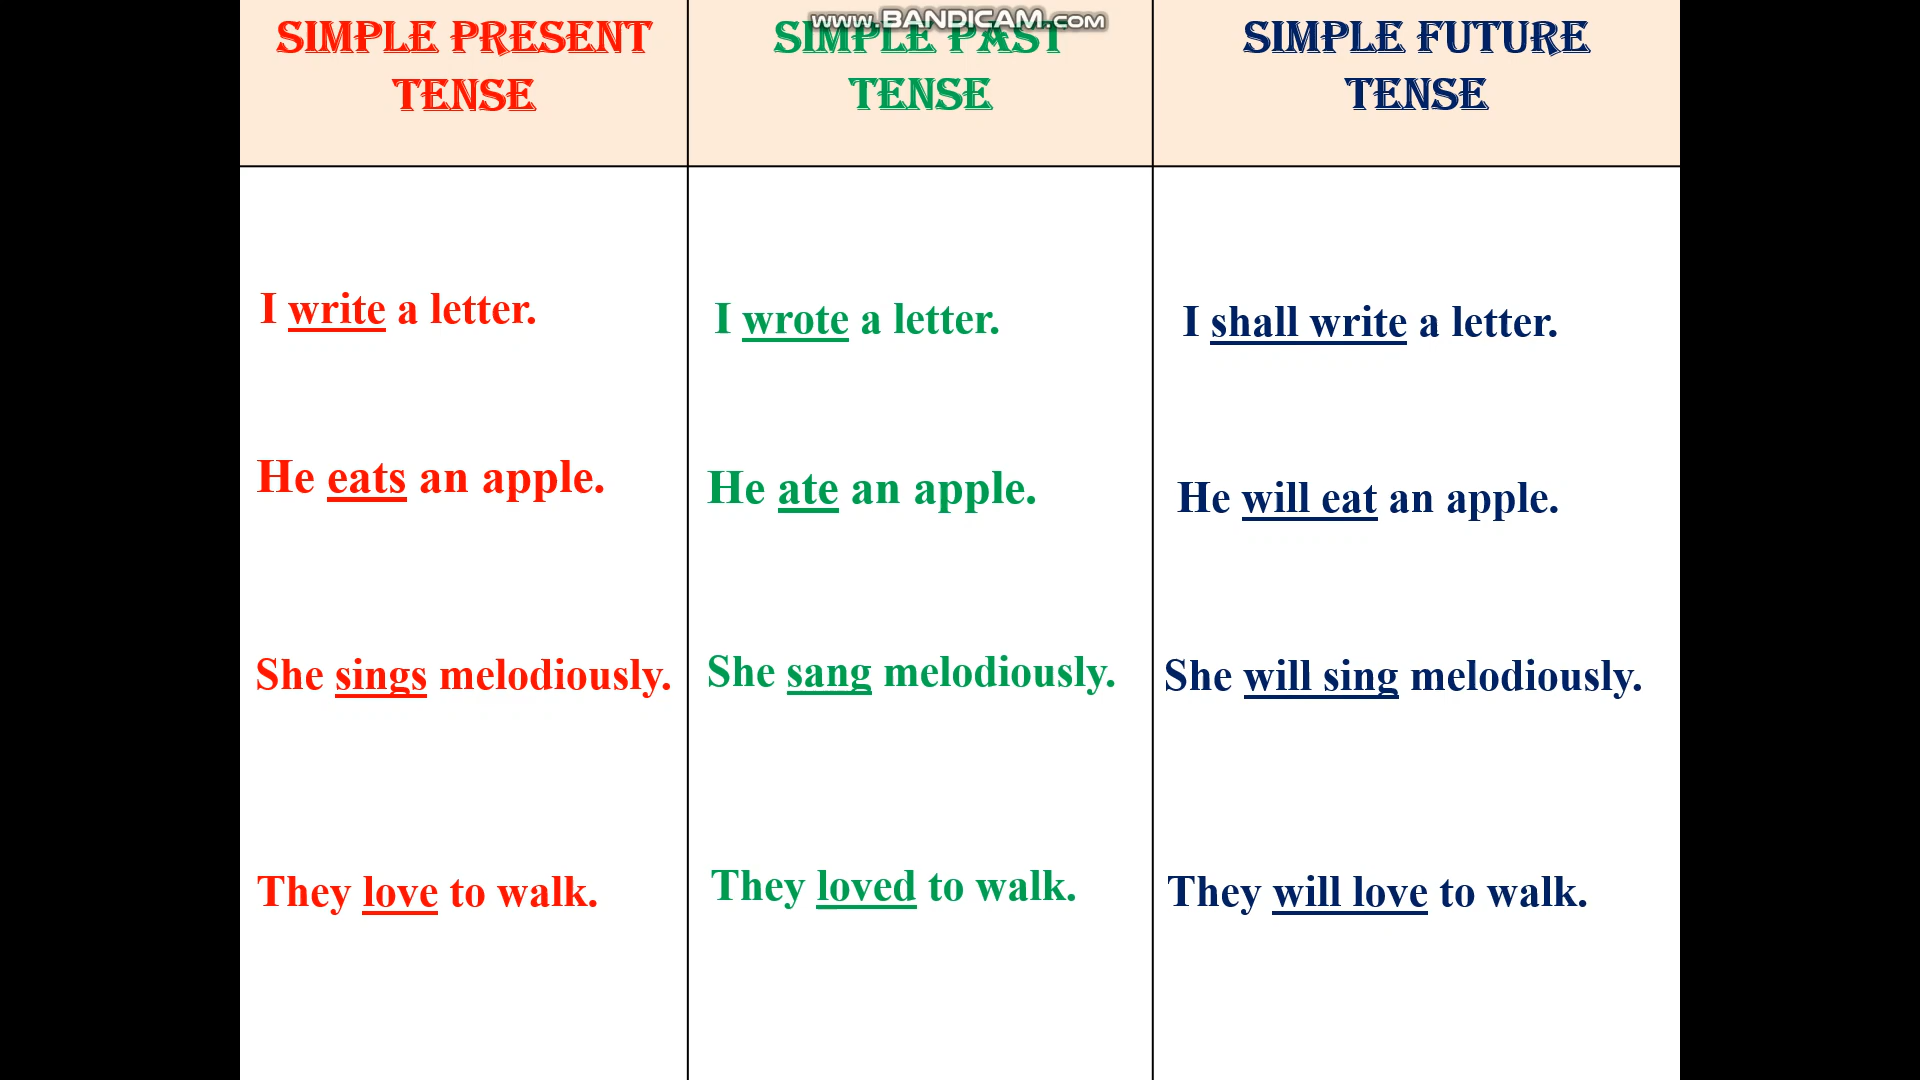 www.BANDICAM.com
SIMPLE PRESENT
TENSE
SIMPLE PAST
TENSE
SIMPLE FUTURE
TENSE
I write a letter.
I wrote a letter.
I shall write a letter.
He eats an apple.
He ate an apple.
He will eat an apple.
She sings melodiously.
She sang melodiously.
She will sing melodiously.
They love to walk.
They loved to walk.
They will love to walk.